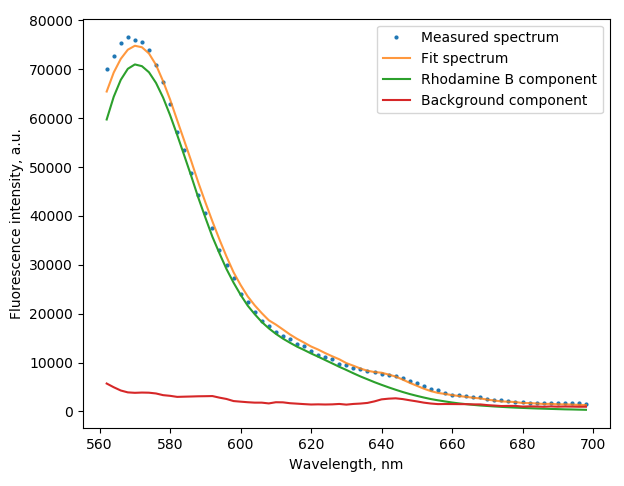 80000
70000
60000
50000
40000
30000
20000
10000
0
Fluorescence intensity, a.u.
Measured spectrum
Fit spectrum
Rhodamine B component
Background component
560 580 600 620 640 660 680 700
Wavelength, nm